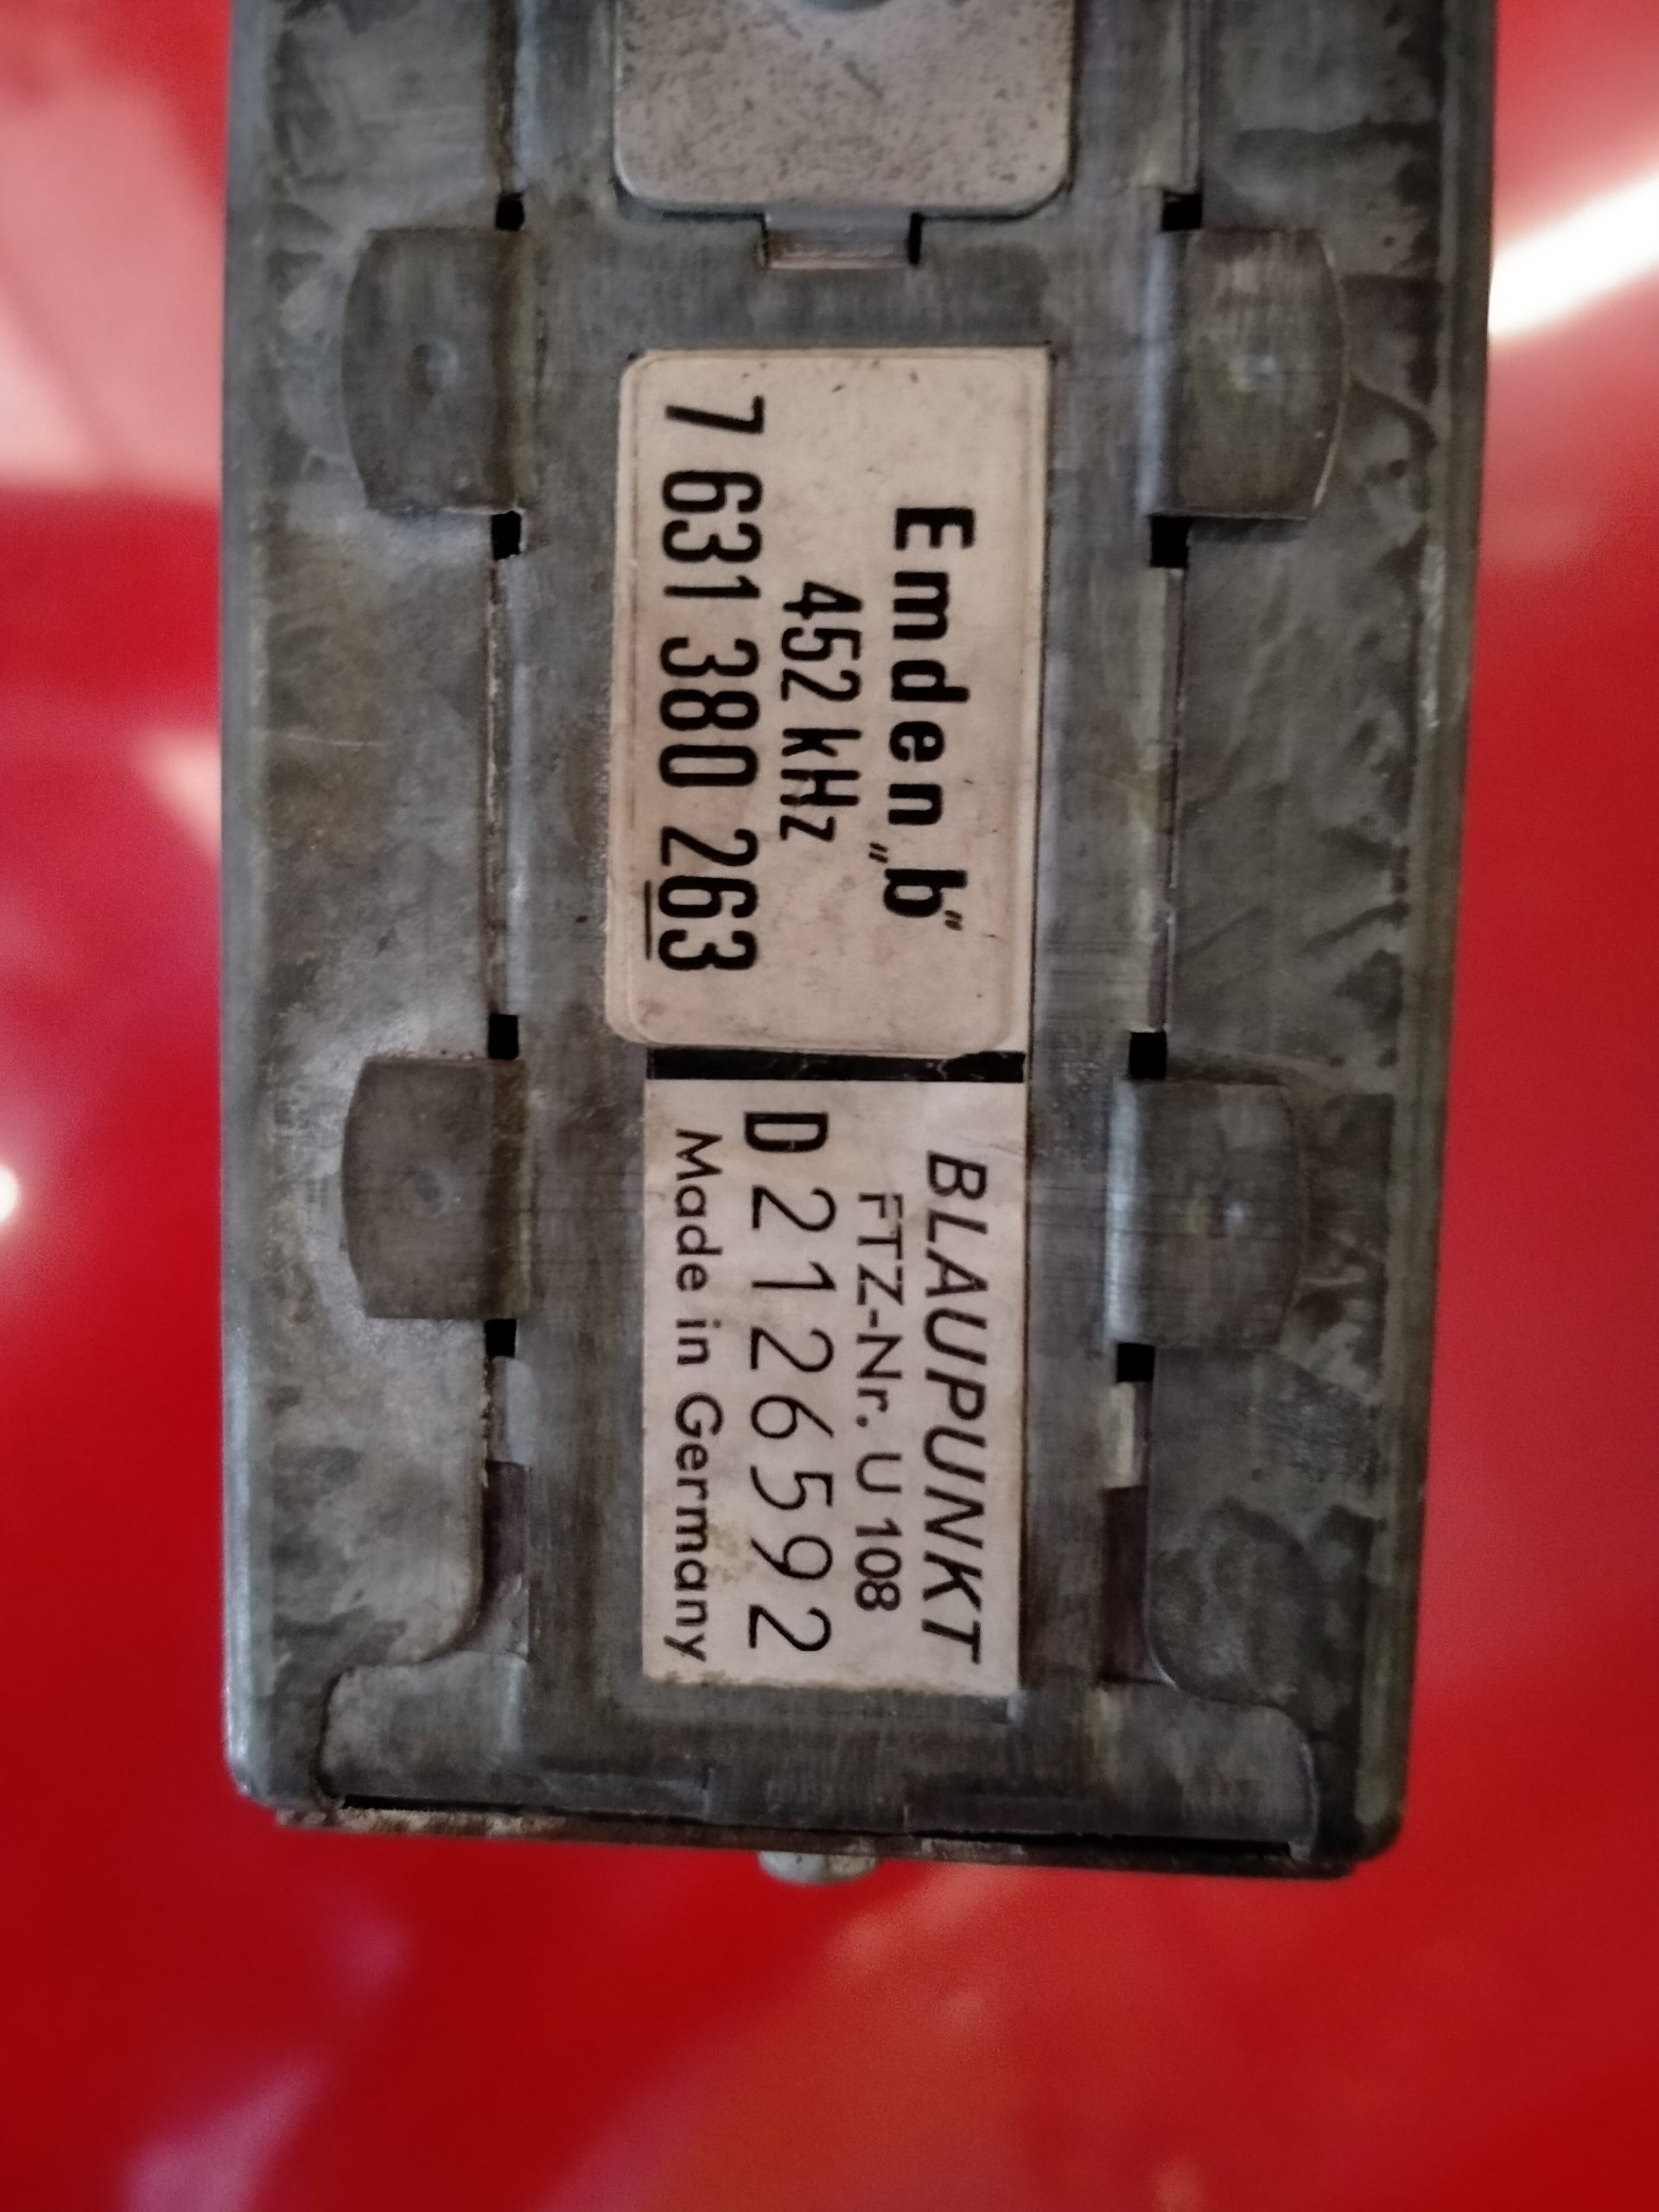 Emden „b"
452 kHz
7 631 380 263
BLAUPUNKT
FTZ-Nr. U 108
D 2126592
Made in Germany